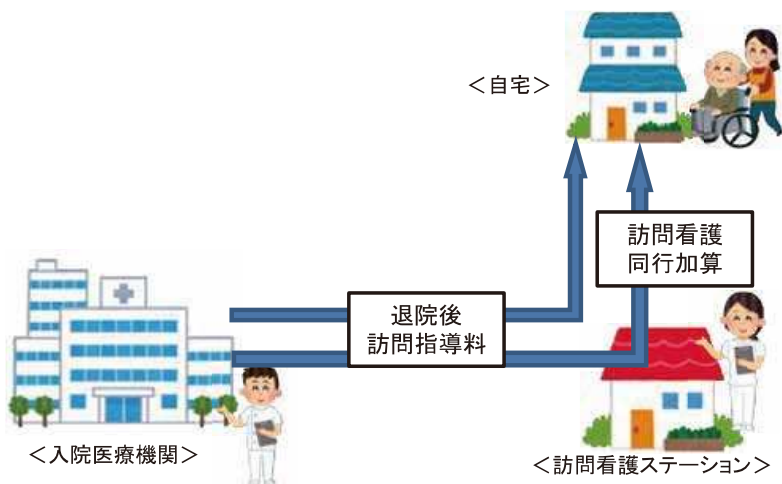 ＜自宅＞
訪問看護
同行加算
退院後
訪問指導料
＜入院医療機関＞
＜訪問看護ステーション＞